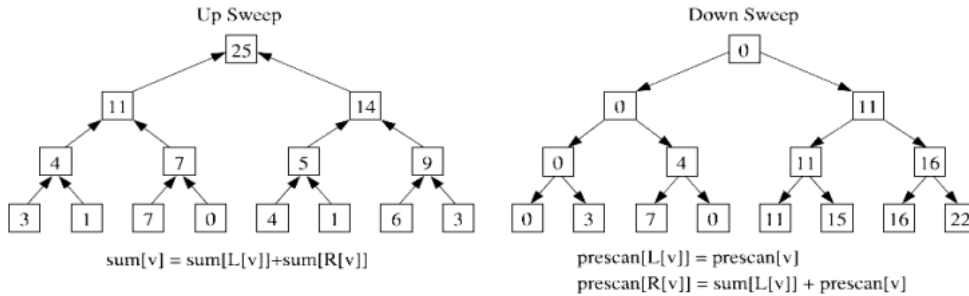 Up Sweep Down Sweep
25 0
11 14 0 11
4 7 5 9 0 4 11 16
3 1 7 0 4 1 6 3 0 3 7 0 11 15 16 22
sum[v] = sum[L[v]]+sum[R[v]] prescan[L[v]] = prescan[v]
prescan[R[v]] = sum[L[v]] + prescan[v]